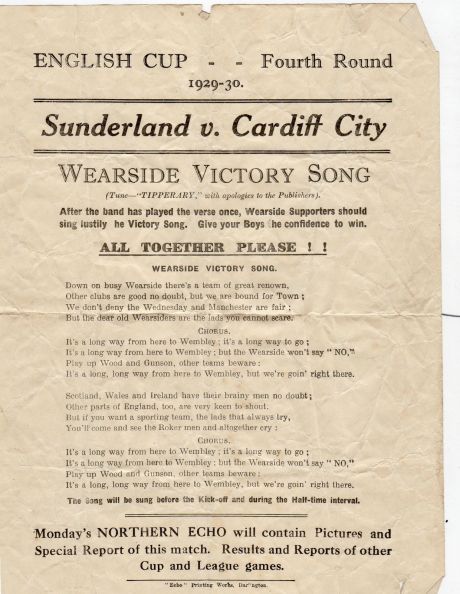 ENGLISH CUP - - Fourth Round
1929-30.
Sunderland v. Cardiff City
WEARSIDE VICTORY SONG
(Tune—"TIPPERARY," with apologies to the Publishers).
After the band has played the verse once, Wearside Supporters should
sing lustily he Victory Song. Give your Boys he confidence to win.
ALL TOGETHER PLEASE ! !
WEARSIDE VICTORY SONG.
Down on busy Wearside there's a team of great renown,
Other clubs are good no doubt, but we are bound for Town ;
We don't deny the Wednesday and Manchester are fair ;
But the dear old Wearsiders are the lads you cannot scare.
CHORUS.
It's a long way from here to Wembley ; it's a long way to go ;
It's a long way from here to Wembley ; but the Wearside won't say " NO,"
Play up Wood and Gunson, other teams beware :
It's a long, long way from here to Wembley, but we're goin' right there.
Scotland, Wales and Ireland have their brainy men no doubt ;
Other parts of England, too, are very keen to shout,
But if you want a sporting team, the lads that always try,
You'll come and see the Roker men and altogether cry :
CHORUS.
It's a long way from here to Wembley ; it's a long way to go ;
It's a long way from here to Wembley ; but the Wearside won't say " NO,"
Play up Wood and Gunson, other teams beware :
It's a long, long way from here to Wembley, but we're goin' right there.
The Song will be sung before the Kick-off and during the Half-time interval.
Monday's NORTHERN ECHO will contain Pictures and
Special Report of this match. Results and Reports of other
Cup and League games.
"Echo" Printing Works, Dar'ington.